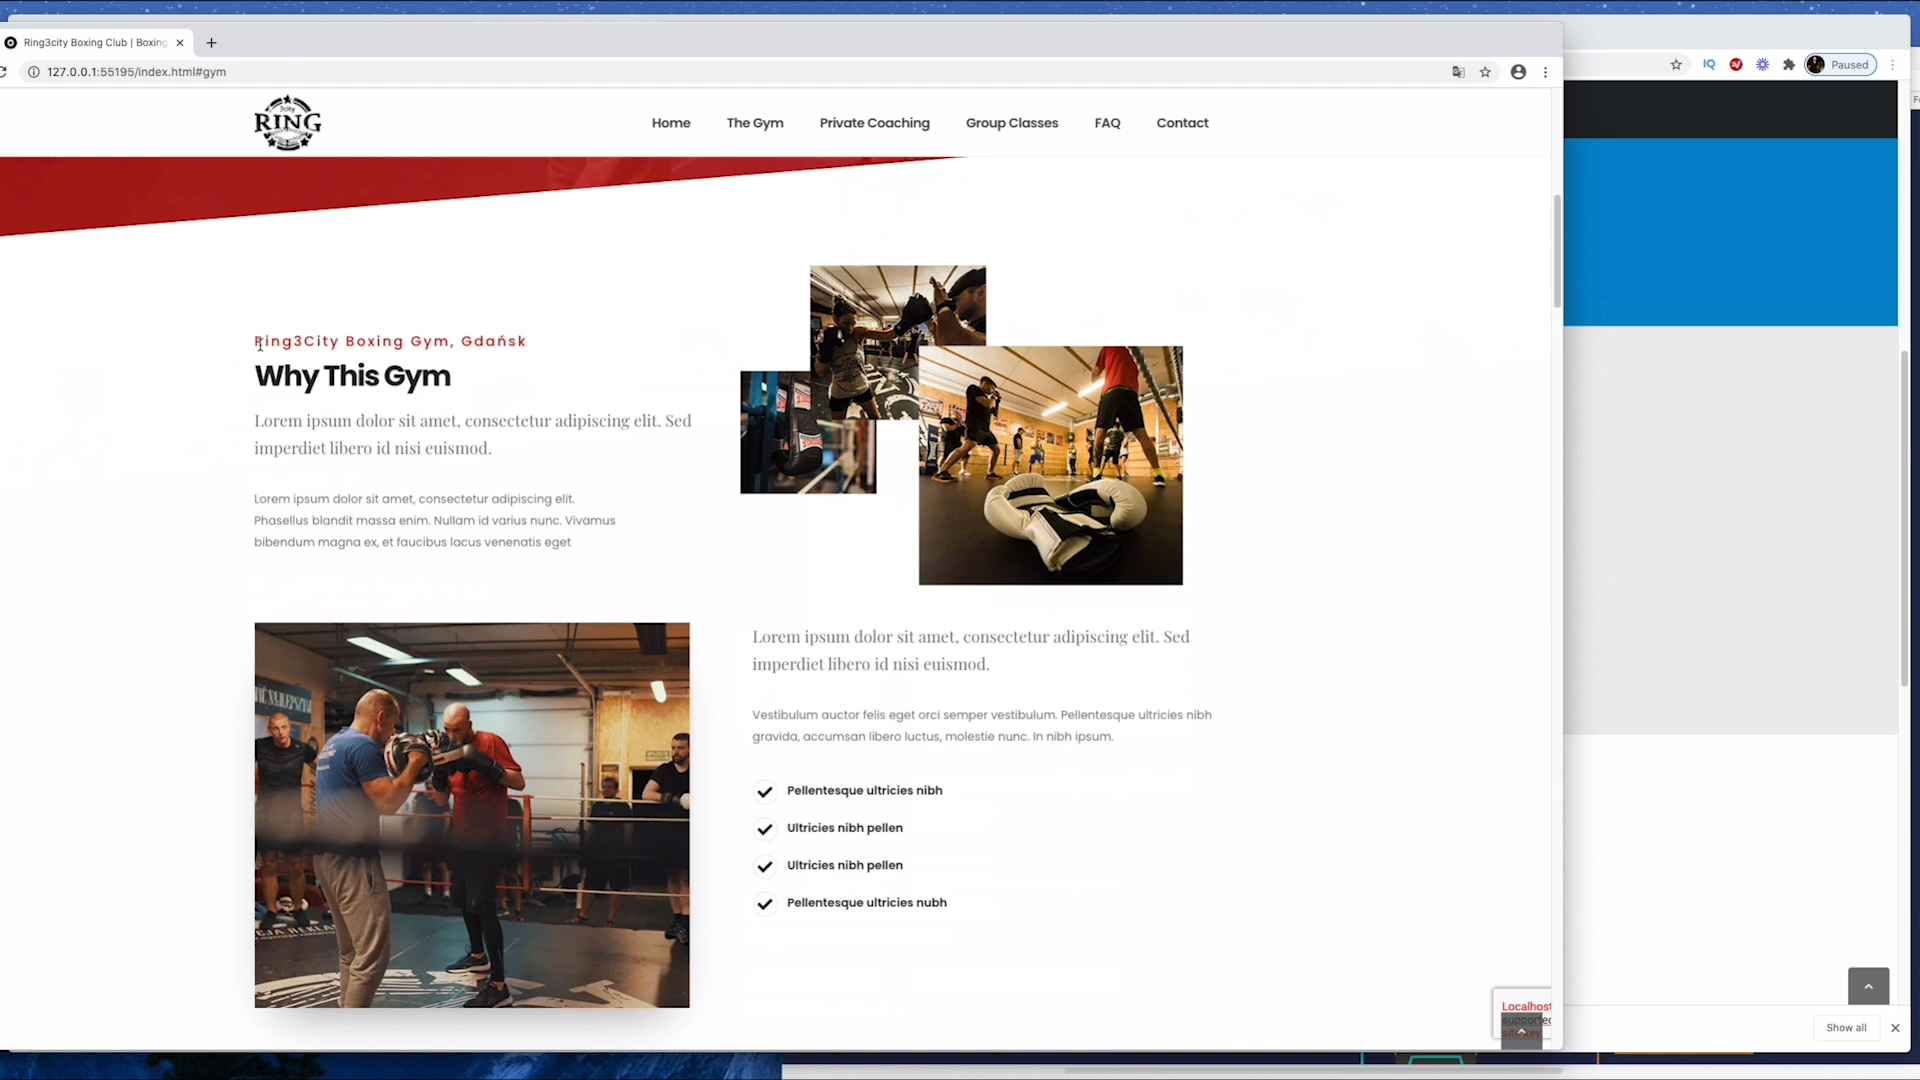 Ring3city Boxing Club | Boxing
127.0.0.1:55195/index.html#gym
IQ
Paused
3city
RING
Home
The Gym
Private Coaching
Group Classes
FAQ
Contact
Ring3City Boxing Gym, Gdańsk
Why This Gym
Lorem ipsum dolor sit amet, consectetur adipiscing elit. Sed
imperdiet libero id nisi euismod.
Lorem ipsum dolor sit amet, consectetur adipiscing elit.
Phasellus blandit massa enim. Nullam id varius nunc. Vivamus
bibendum magna ex, et faucibus lacus venenatis eget
Lorem ipsum dolor sit amet, consectetur adipiscing elit. Sed
imperdiet libero id nisi euismod.
Vestibulum auctor felis eget orci semper vestibulum. Pellentesque ultricies nibh
gravida, accumsan libero luctus, molestie nunc. In nibh ipsum.
Pellentesque ultricies nibh
Ultricies nibh pellen
Ultricies nibh pellen
Pellentesque ultricies nubh
Localhost
supported
site key
Show all